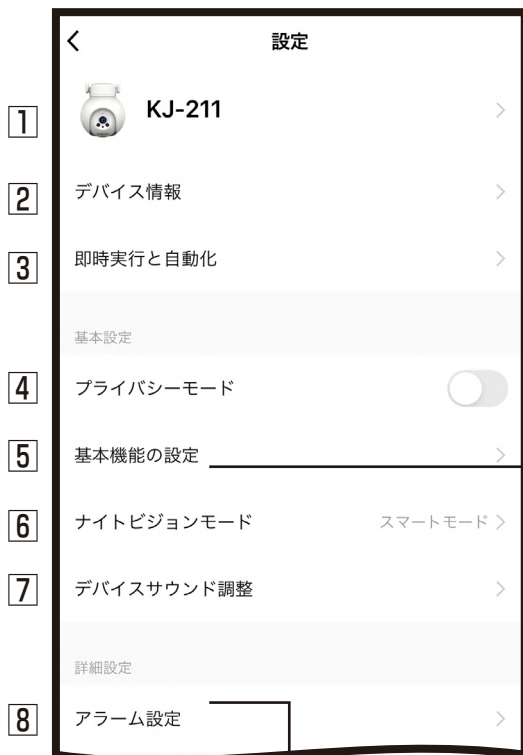 設定
1 KJ-211
2 デバイス情報
3 即時実行と自動化
基本設定
4 プライバシーモード
5 基本機能の設定
6 ナイトビジョンモード スマートモード
7 デバイスサウンド調整
詳細設定
8 アラーム設定